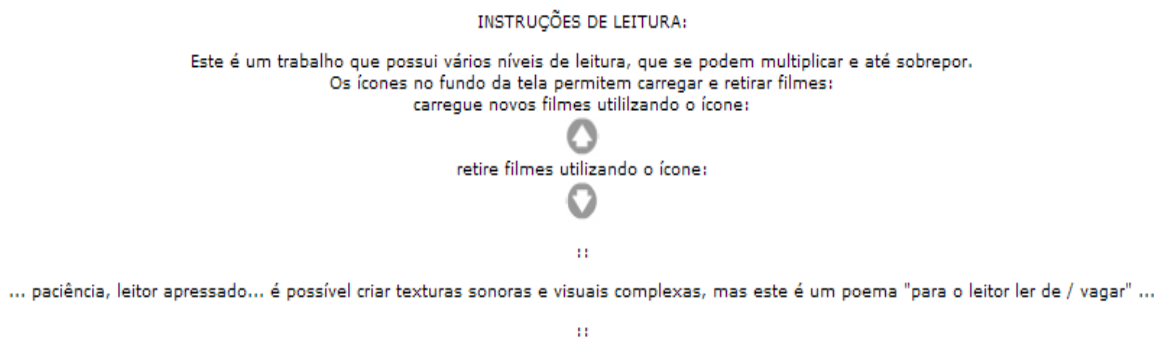 INSTRUÇÕES DE LEITURA:
Este é um trabalho que possui vários níveis de leitura, que se podem multiplicar e até sobrepor.
Os ícones no fundo da tela permitem carregar e retirar filmes:
carregue novos filmes utililzando o ícone:
retire filmes utilizando o ícone:
::
... paciência, leitor apressado... é possível criar texturas sonoras e visuais complexas, mas este é um poema "para o leitor ler de / vagar" ...
::